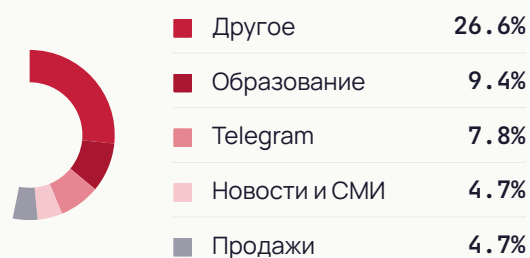 Другое 26.6%
Образование 9.4%
Telegram 7.8%
Новости и СМИ 4.7%
Продажи 4.7%